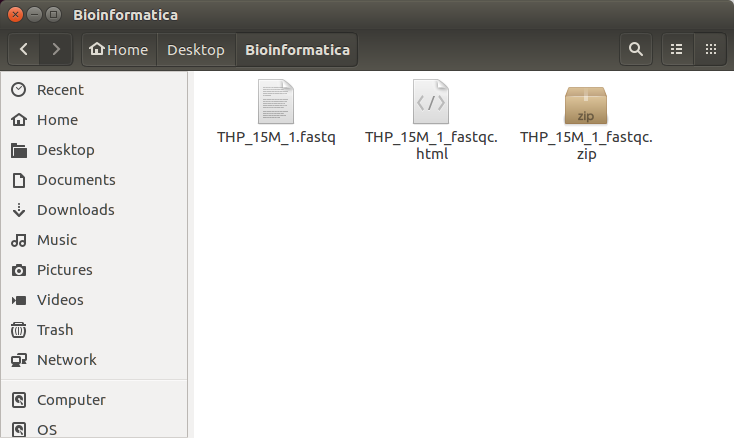 Bioinformatica
Home
Desktop
Bioinformatica
Recent
Home
Desktop
Documents
Downloads
Music
Pictures
Videos
Trash
Network
Computer
OS
THP_15M_1.fastq
THP_15M_1_fastqc.
html
zip
THP_15M_1_fastqc.
zip